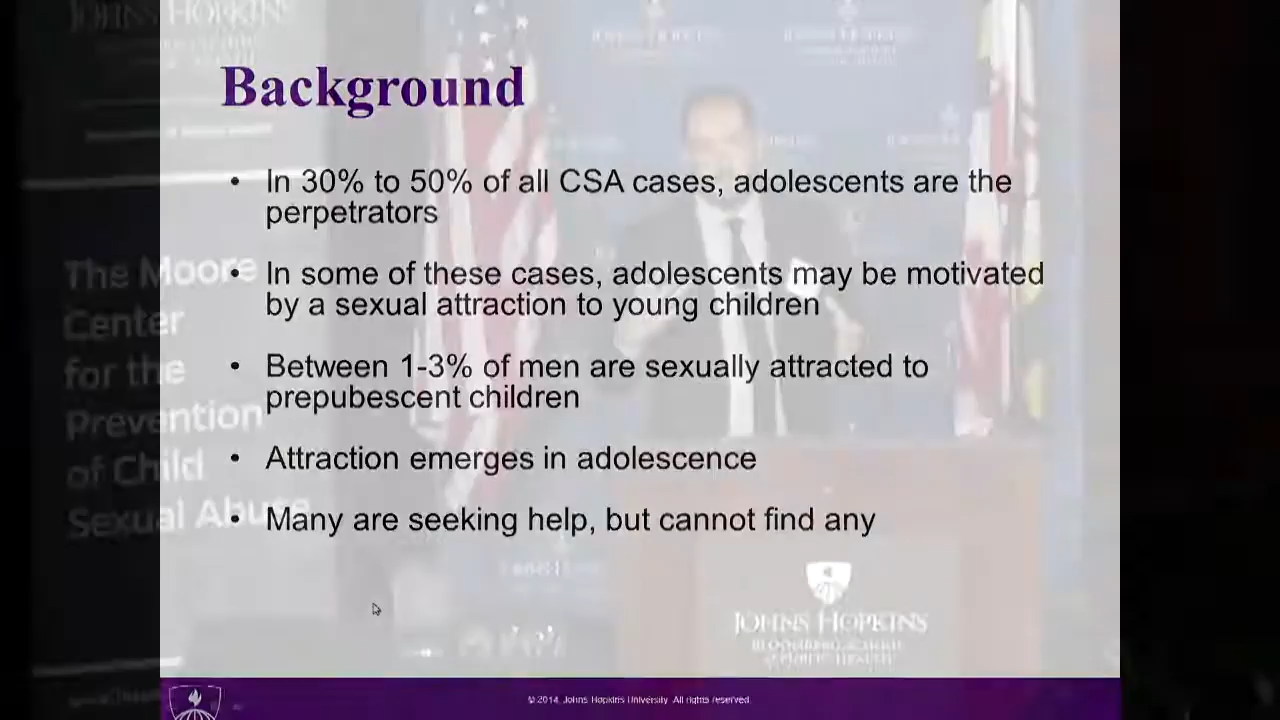 JOHNS HOPKINS
Background
• In 30% to 50% of all CSA cases, adolescents are the
perpetrators
• In some of these cases, adolescents may be motivated
by a sexual attraction to young children
• Between 1-3% of men are sexually attracted to
prepubescent children
• Attraction emerges in adolescence
• Many are seeking help, but cannot find any
The Moore
Center
for the
Prevention
of Child
Sexual Abuse
JOHNS HOPKINS
BLOOMBERG SCHOOL
of PUBLIC HEALTH
© 2014, Johns Hopkins University. All rights reserved.